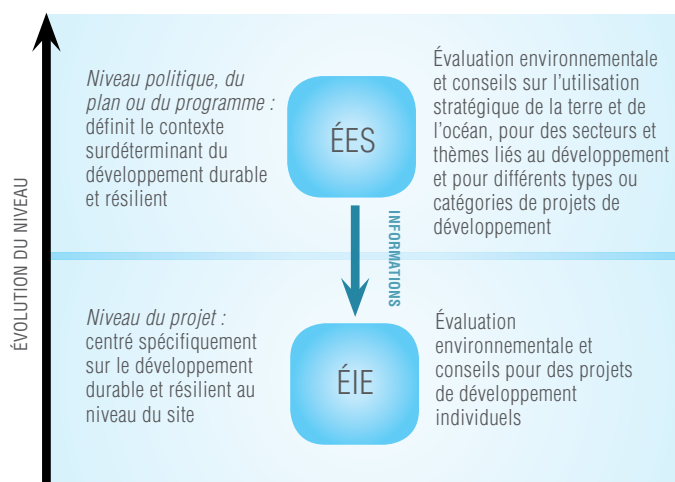 ÉVOLUTION DU NIVEAU
Niveau politique, du
plan ou du programme :
définit le contexte
surdéterminant du
développement durable
et résilient
ÉES
Évaluation environnementale
et conseils sur l’utilisation
stratégique de la terre et de
l’océan, pour des secteurs et
thèmes liés au développement
et pour différents types ou
catégories de projets de
développement
INFORMATIONS
Niveau du projet :
centré spécifiquement
sur le développement
durable et résilient au
niveau du site
ÉIE
Évaluation
environnementale et
conseils pour des projets
de développement
individuels